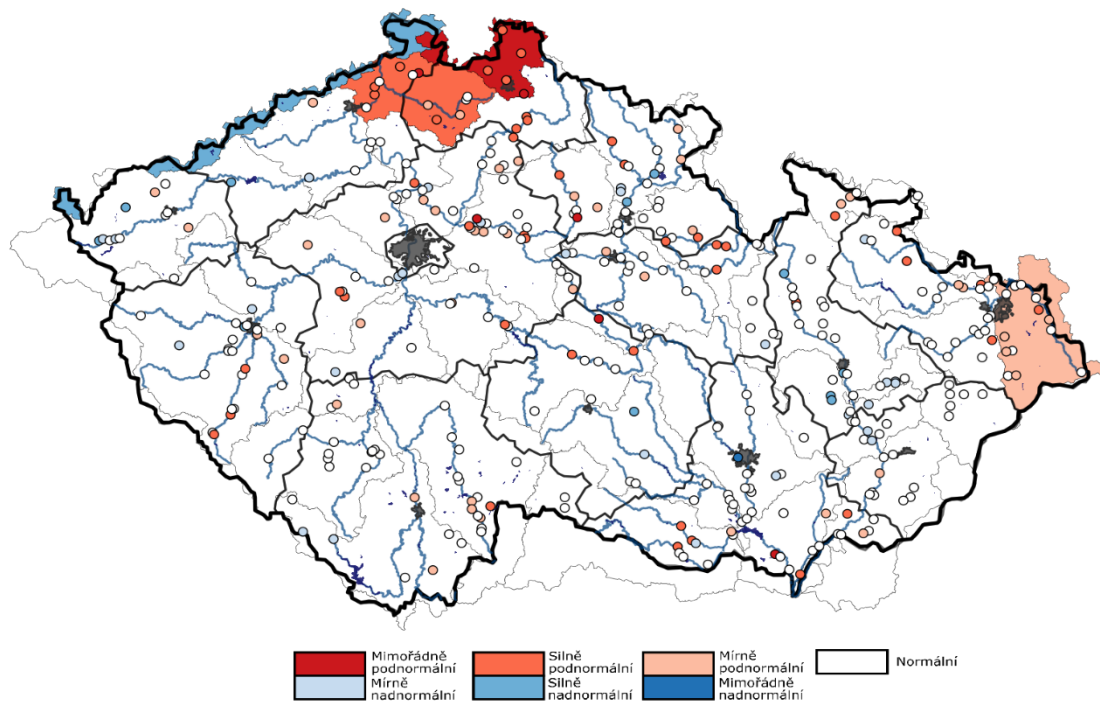 Mimořádně
podnormální
Silně
podnormální
Mírně
podnormální
Normální
Mírně
nadnormální
Silně
nadnormální
Mimořádně
nadnormální